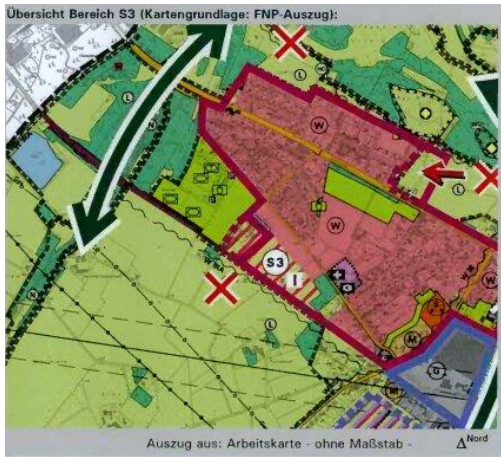 Übersicht Bereich S3 (Kartengrundlage: FNP-Auszug):
L
L
N
W
L
W
S3
I
L
N
M
M
G
W
Auszug aus: Arbeitskarte - ohne Maßstab - Nord